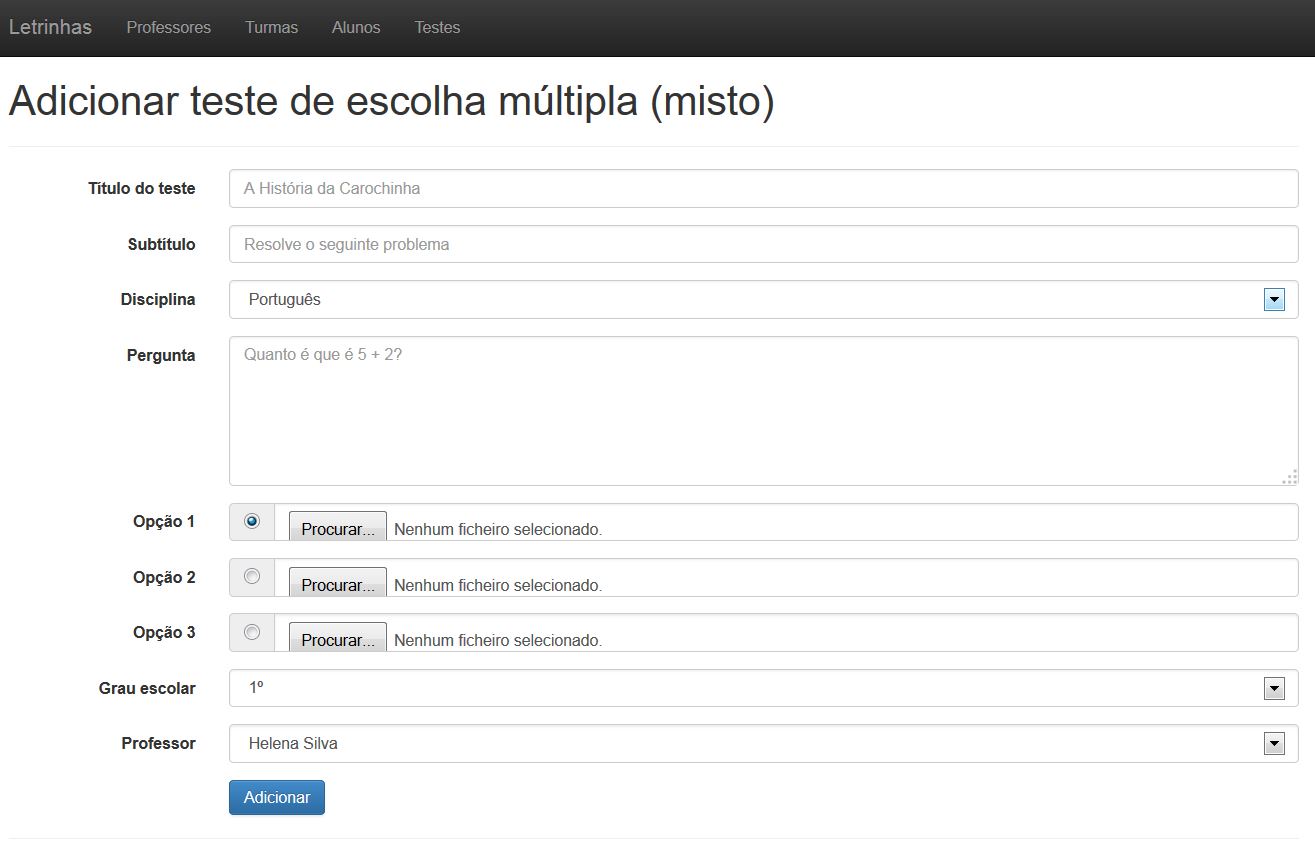 Letrinhas Professores Turmas Alunos Testes
Adicionar teste de escolha múltipla (misto)
Título do teste A História da Carochinha
Subtítulo Resolve o seguinte problema
Disciplina Português
Pergunta Quanto é que é 5 + 2?
Opção 1 Procurar... Nenhum ficheiro selecionado.
Opção 2 Procurar... Nenhum ficheiro selecionado.
Opção 3 Procurar... Nenhum ficheiro selecionado.
Grau escolar 1º
Professor Helena Silva
Adicionar